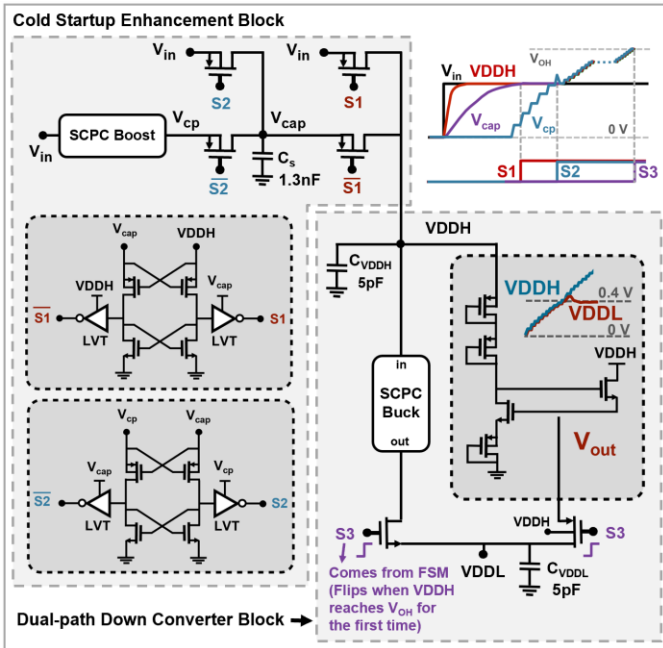 Cold Startup Enhancement Block
Vin
Vin
S2
S1
Vin
SCPC Boost
Vcp
Vcap
S2
CS
1.3nF
S1
Vin
VDDH
VOH
Vcap
Vcp
0 V
S1
S2
S3
Vcap
VDDH
VDDH
Vcap
S1
LVT
LVT
S1
Vcp
Vcap
Vcap
Vcp
S2
LVT
LVT
S2
VDDH
CVDDH
5pF
in
SCPC
Buck
out
VDDH
0.4 V
VDDL
0 V
VDDH
Vout
S3
VDDH
S3
VDDL
CVDDL
5pF
Comes from FSM
(Flips when VDDH
reaches VOH for
the first time)
Dual-path Down Converter Block